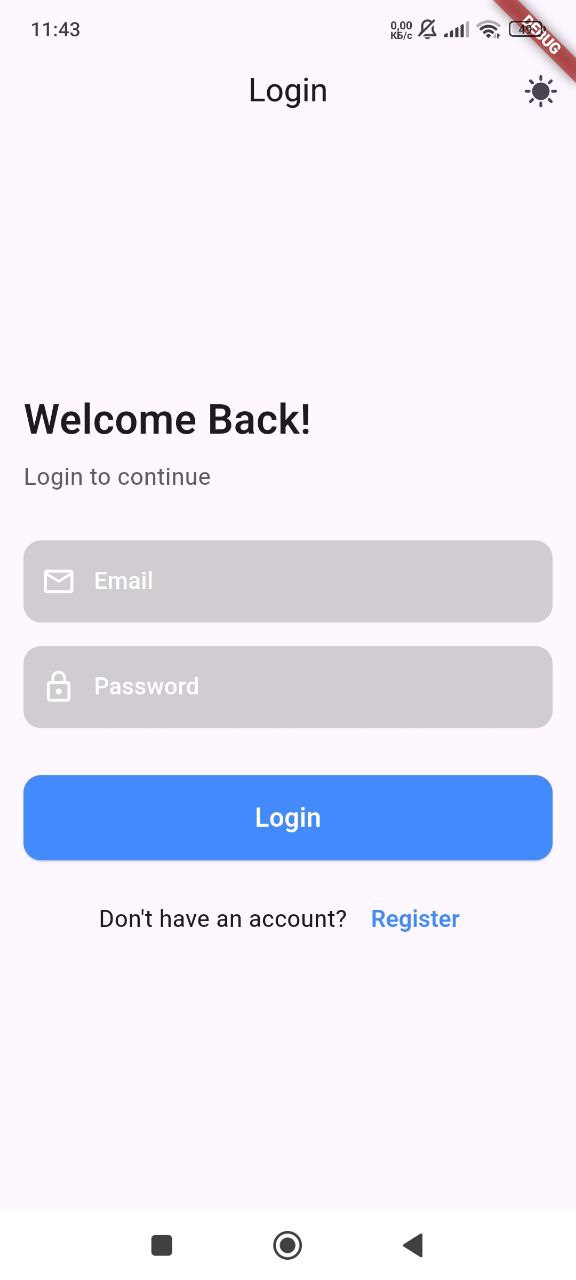 11:43
0,00
КБ/с
49
DEBUG
Login
Welcome Back!
Login to continue
Email
Password
Login
Don't have an account? Register